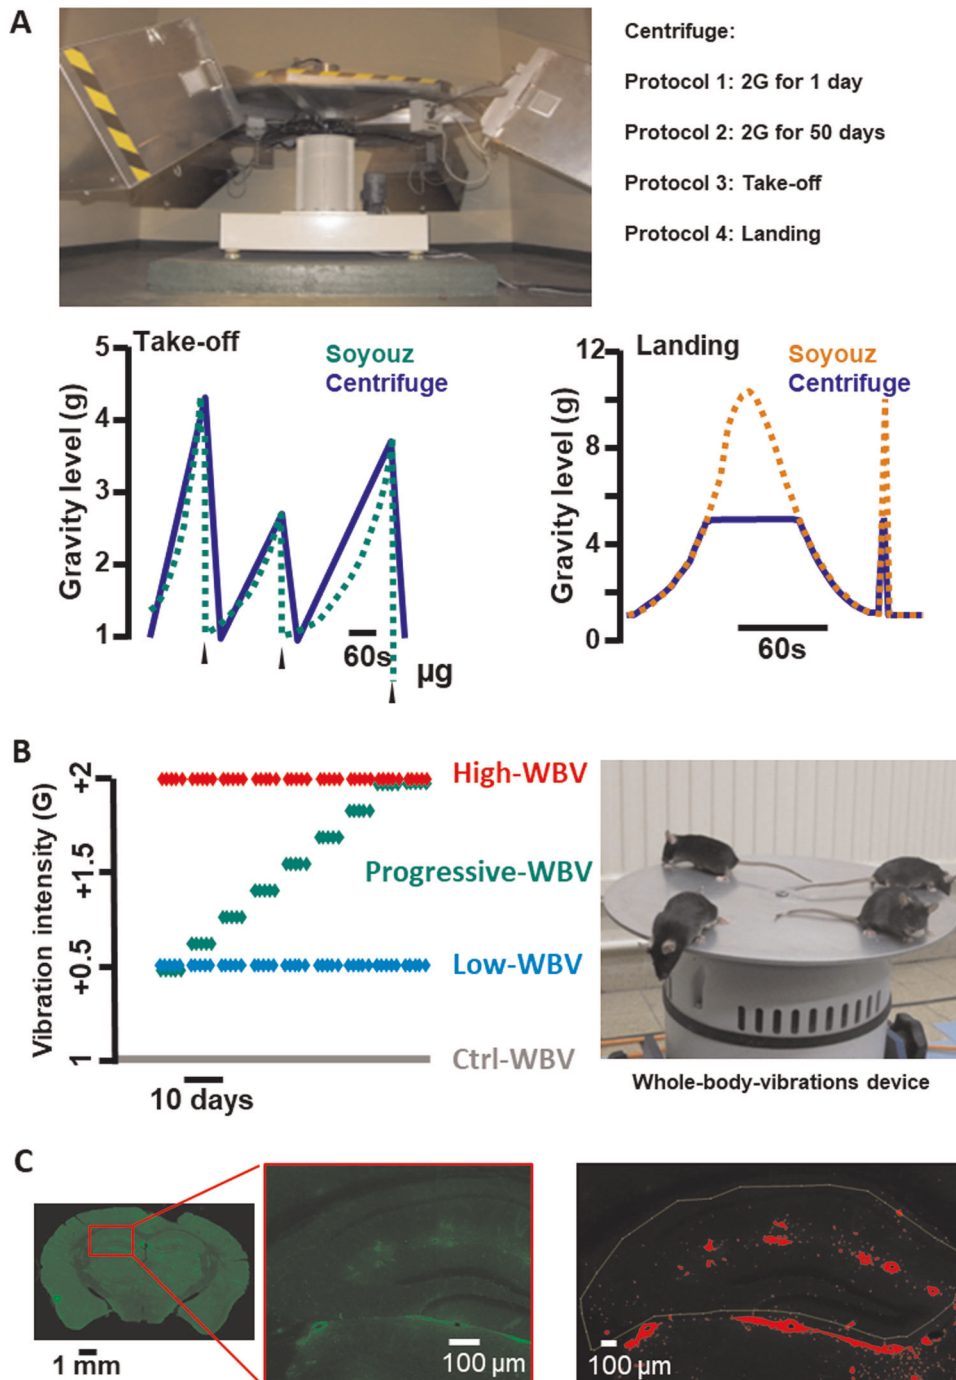 A
Centrifuge:
Protocol 1: 2G for 1 day
Protocol 2: 2G for 50 days
Protocol 3: Take-off
Protocol 4: Landing
Take-off
Soyouz
Centrifuge
Gravity level (g)
5
4
3
2
1
60s
µg
Landing
Soyouz
Centrifuge
Gravity level (g)
12
8
4
0
60s
B
Vibration intensity (G)
+2
+1.5
+0.5
1
High-WBV
Progressive-WBV
Low-WBV
Ctrl-WBV
10 days
Whole-body-vibrations device
C
1 mm
100 µm
100 µm